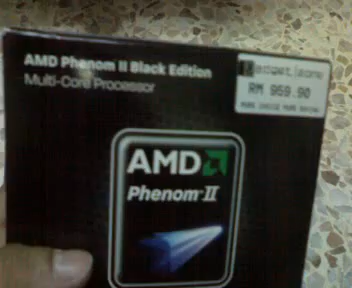 AMD Phenom II Black Edition
Multi-Core Processor
RM 959.90
AMD
Phenom II